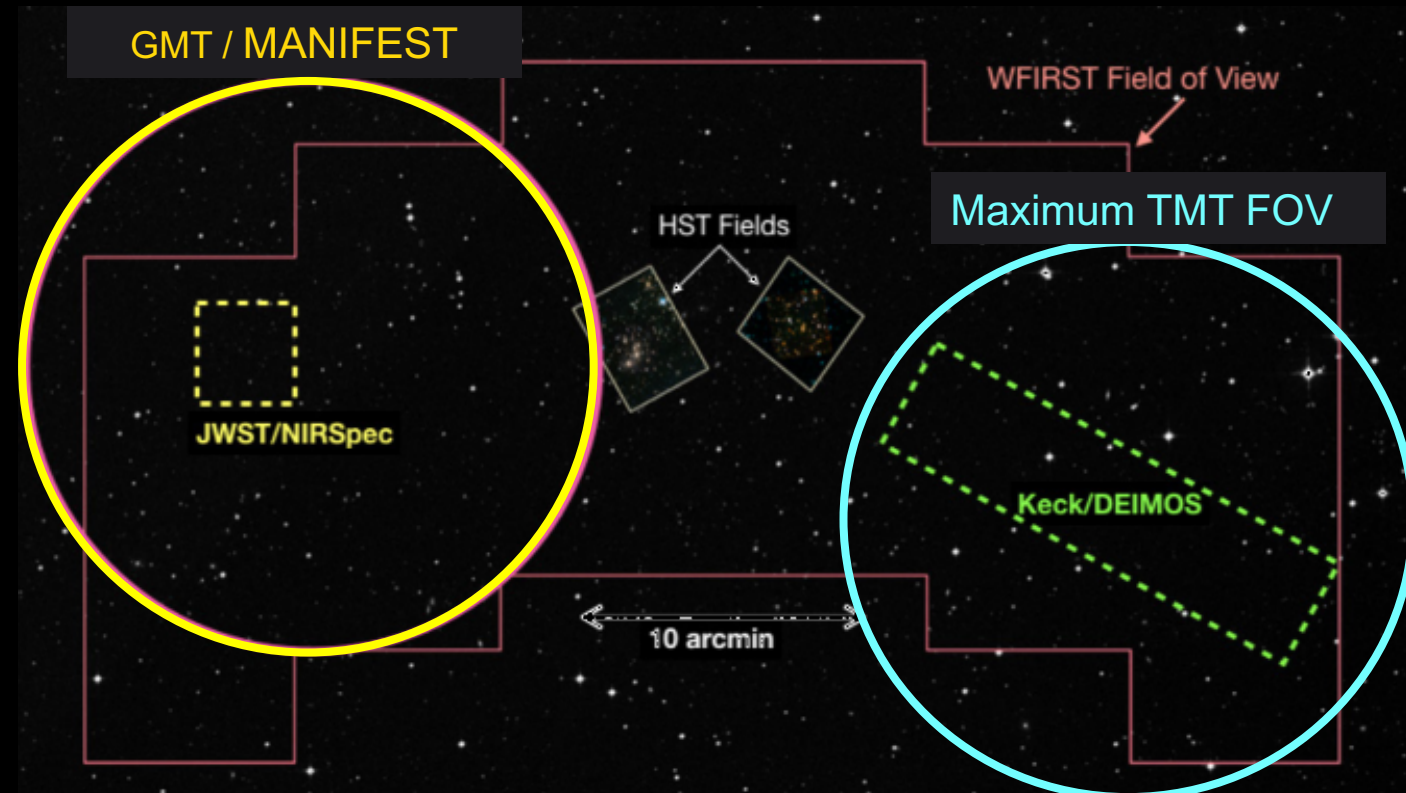 GMT / MANIFEST
WFIRST Field of View
Maximum TMT FOV
HST Fields
JWST/NIRSpec
Keck/DEIMOS
10 arcmin